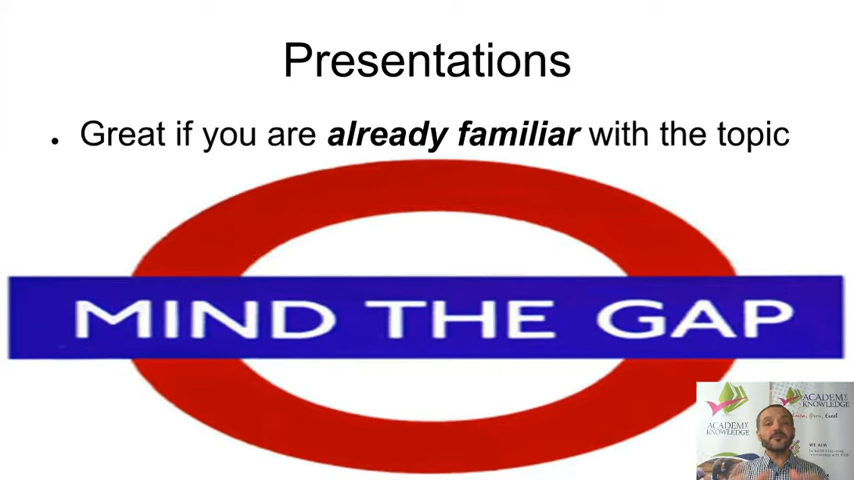 Presentations
• Great if you are already familiar with the topic
MIND THE GAP
ACADEMY
KNOWLEDGE
ACADEMY
KNOWLEDGE